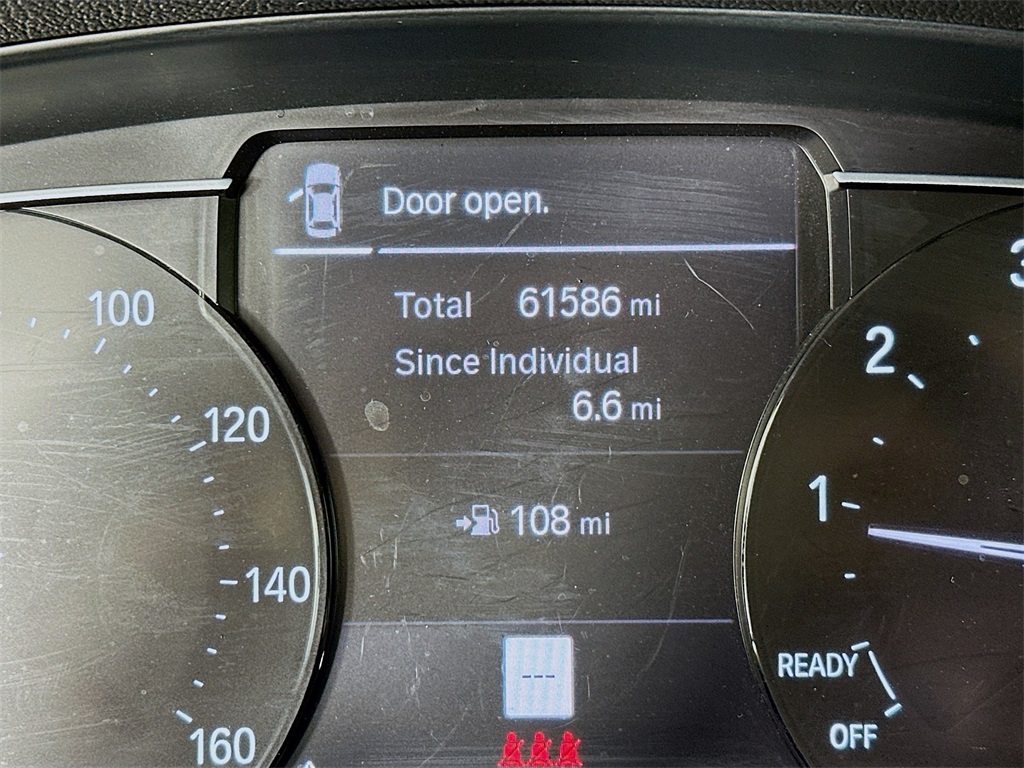 Door open.
Total 61586 mi
Since Individual
6.6 mi
108 mi
---
100
120
140
160
3
2
1
READY
OFF